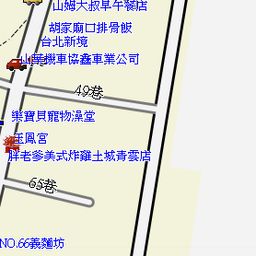 山姆大叔早午餐店
胡家廟口排骨飯
台北新境
山葉機車協鑫車業公司
49巷
樂寶貝寵物澡堂
玉鳳宮
胖老爹美式炸雞土城青雲店
65巷
NO.66義麵坊